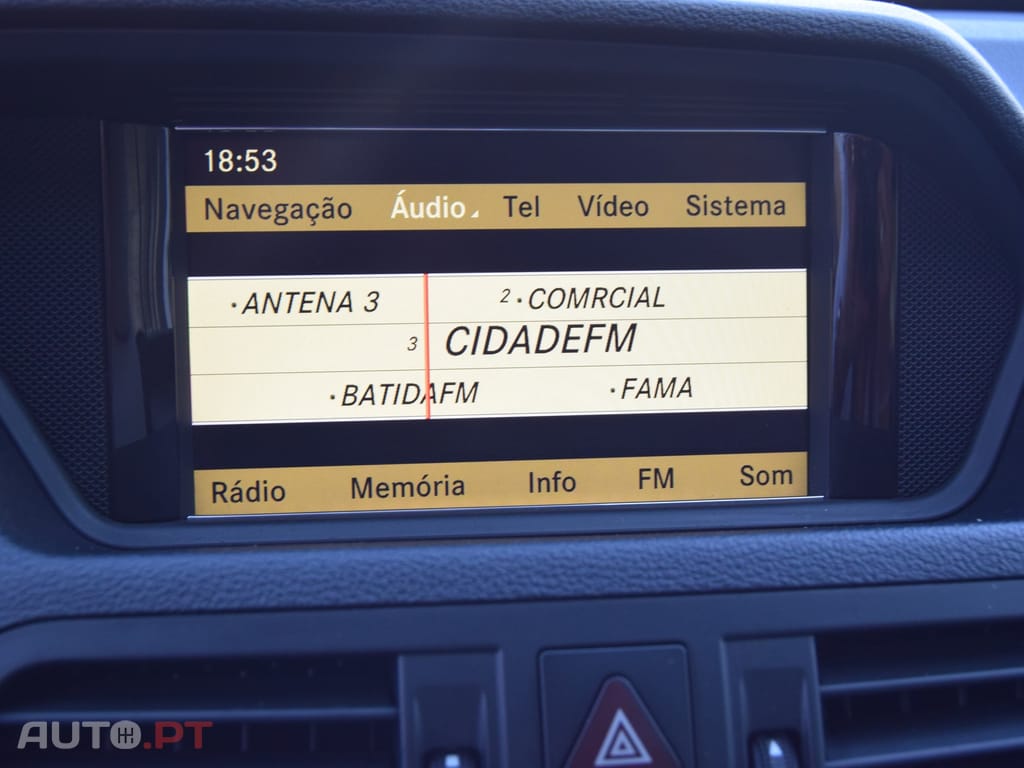 18:53
Navegação Áudio Tel Vídeo Sistema
·ANTENA 3 2·COMRCIAL
3 CIDADEFM
·BATIDAFM ·FAMA
Rádio Memória Info FM Som
AUTO.PT